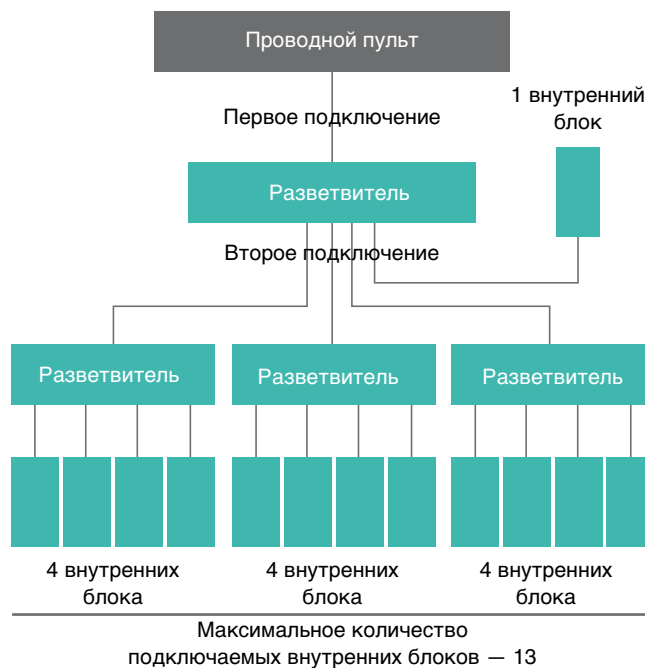 Проводной пульт
Первое подключение
1 внутренний
блок
Разветвитель
Второе подключение
Разветвитель
Разветвитель
Разветвитель
4 внутренних
блока
4 внутренних
блока
4 внутренних
блока
Максимальное количество
подключаемых внутренних блоков — 13